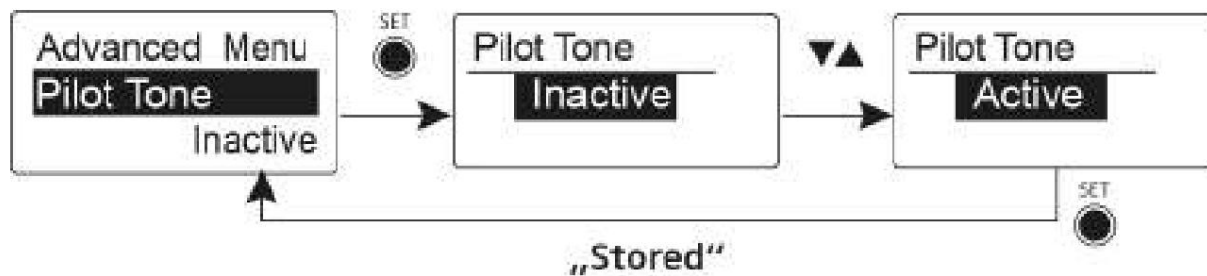 Advanced Menu
Pilot Tone
Inactive
SET
Pilot Tone
Inactive
▼▲
Pilot Tone
Active
SET
„Stored“